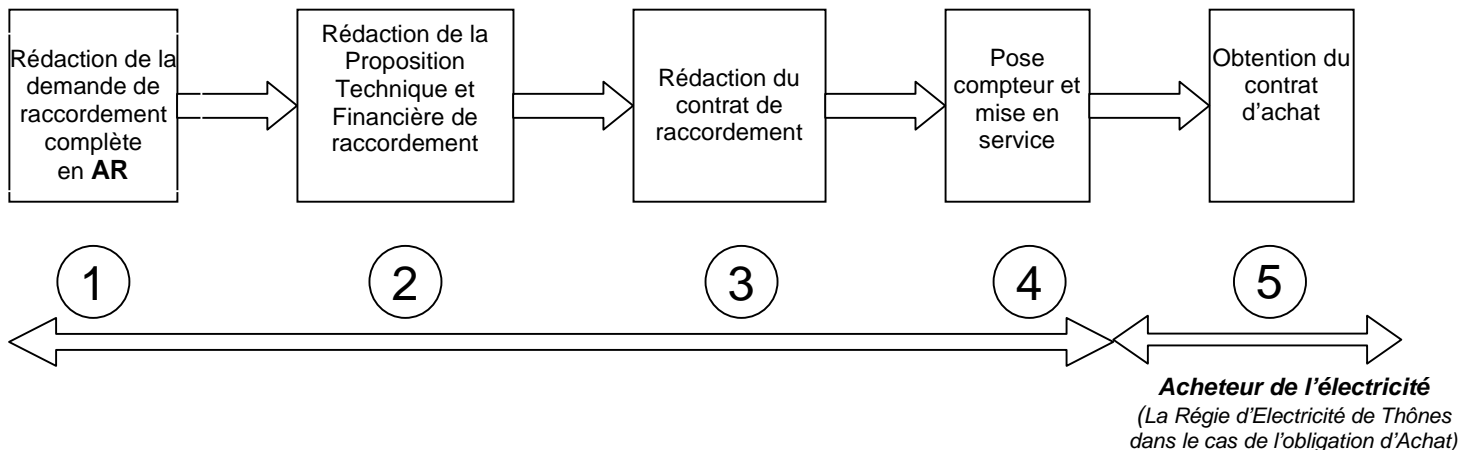 Rédaction de la
demande de
raccordement
complète
en AR
Rédaction de la
Proposition
Technique et
Financière de
raccordement
Rédaction du
contrat de
raccordement
Pose
compteur et
mise en
service
Obtention du
contrat
d'achat
1
2
3
4
5
Acheteur de l'électricité
(La Régie d'Electricité de Thônes
dans le cas de l'obligation d'Achat)